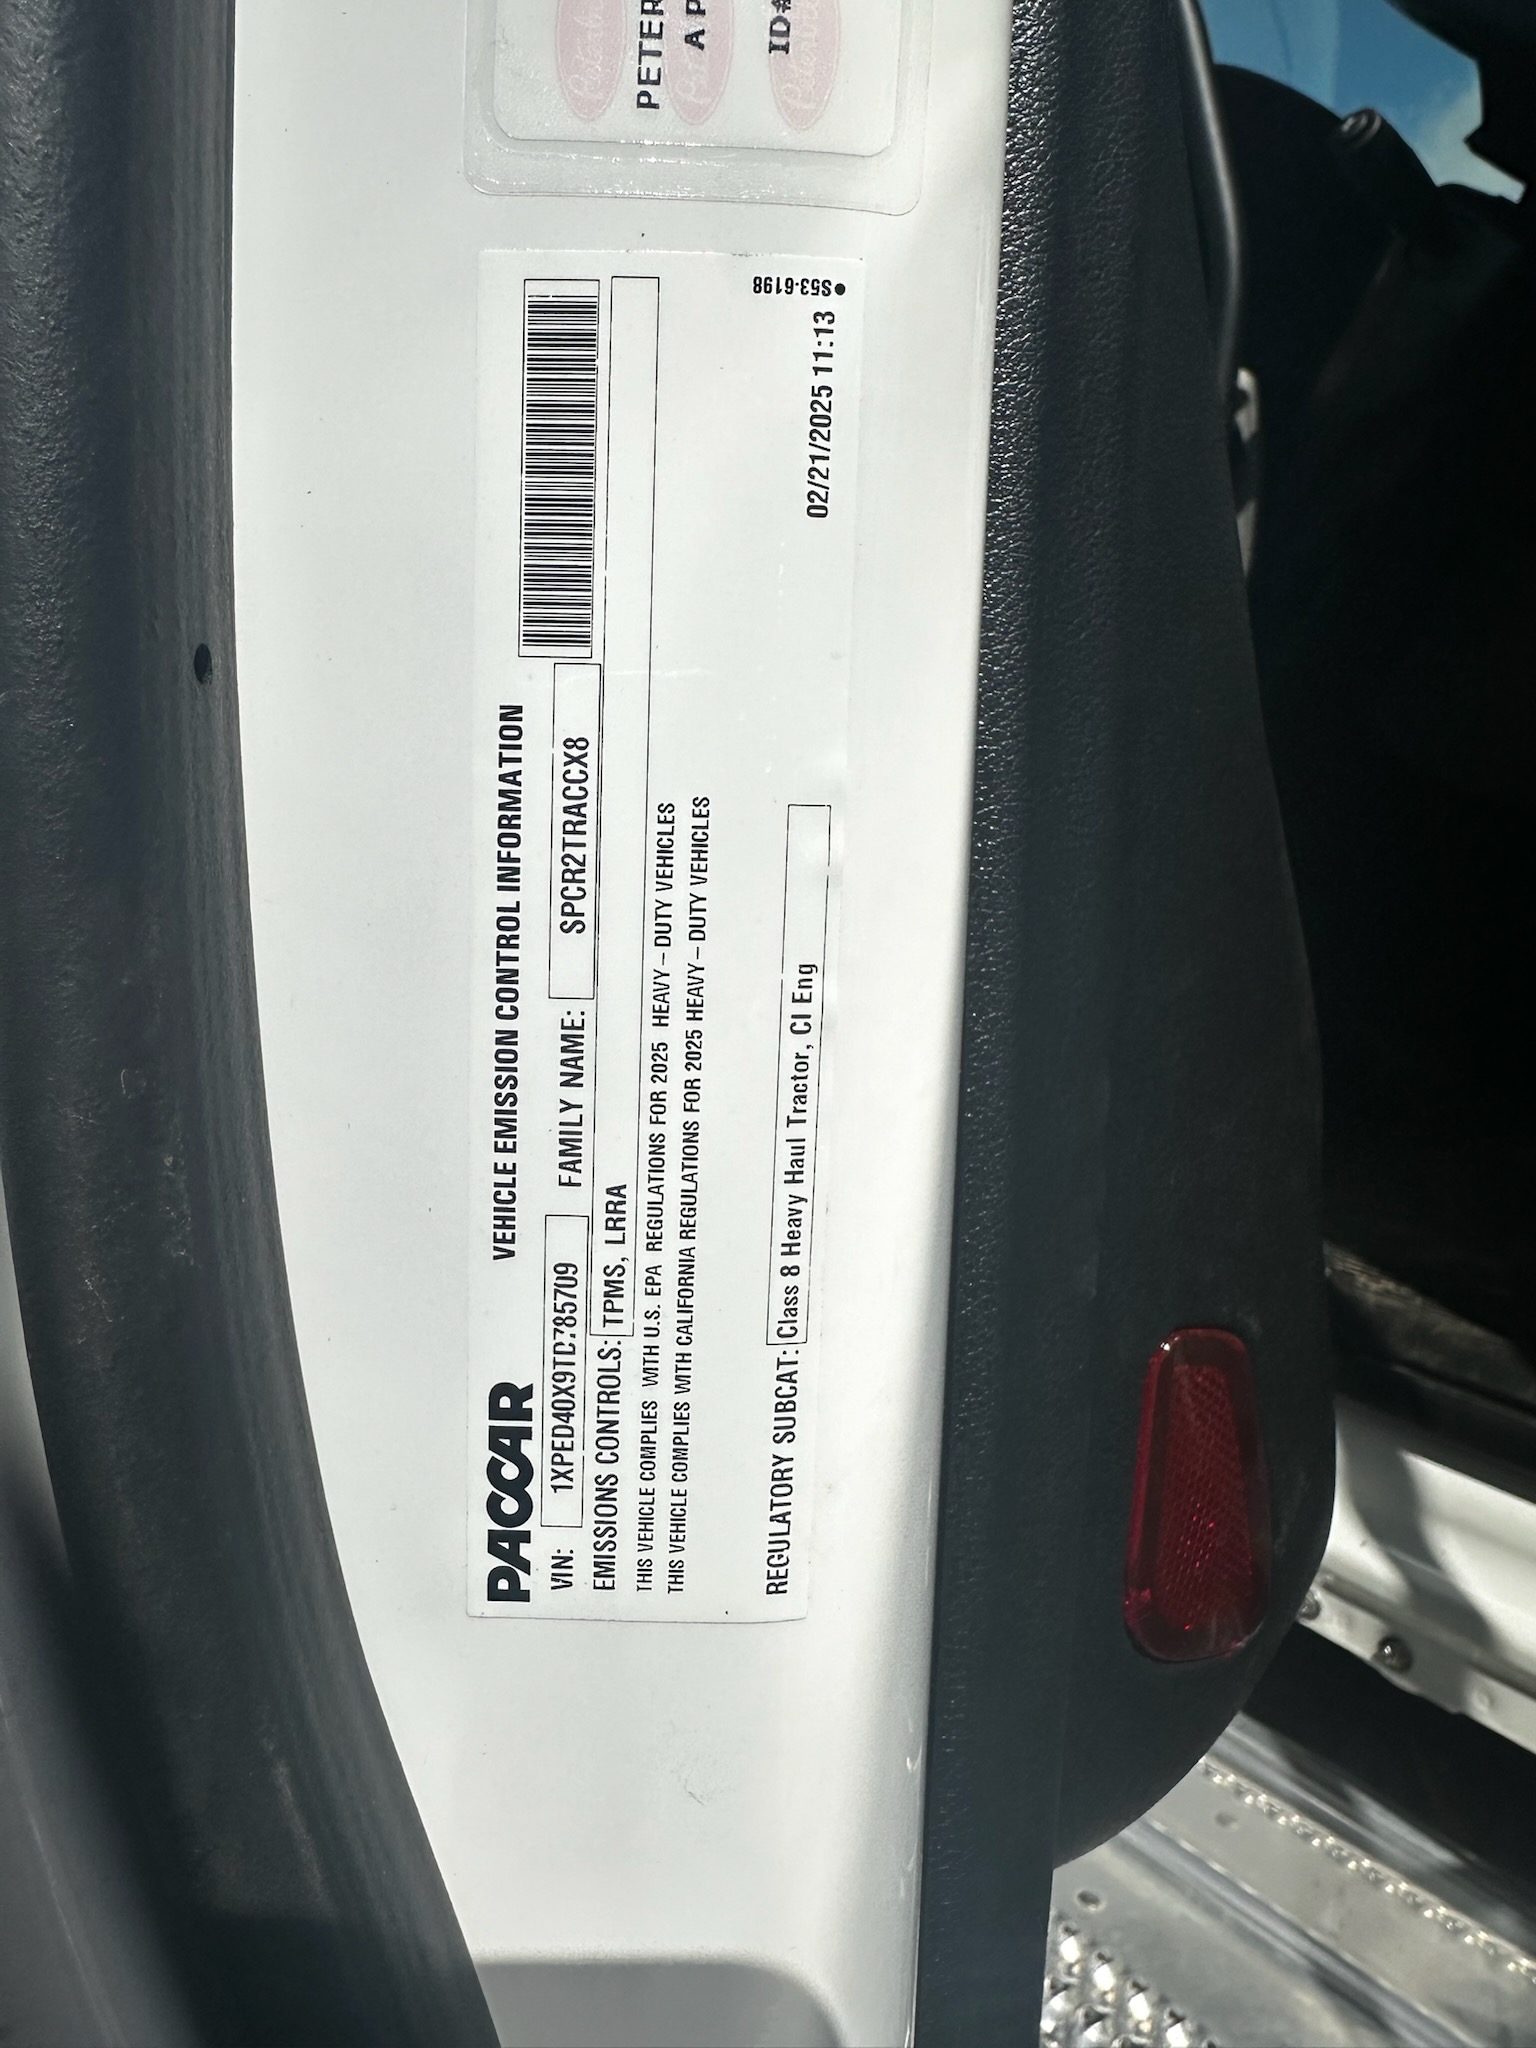 PETER
A P
ID#
PACCAR
VEHICLE EMISSION CONTROL INFORMATION
VIN: 1XPED40X9TD785709 FAMILY NAME: SPCR2TRACCX8
EMISSIONS CONTROLS: TPMS, LRRA
THIS VEHICLE COMPLIES WITH U.S. EPA REGULATIONS FOR 2025 HEAVY-DUTY VEHICLES
THIS VEHICLE COMPLIES WITH CALIFORNIA REGULATIONS FOR 2025 HEAVY-DUTY VEHICLES
REGULATORY SUBCAT: Class 8 Heavy Haul Tractor, CI Eng
02/21/2025 11:13
●S53-6198